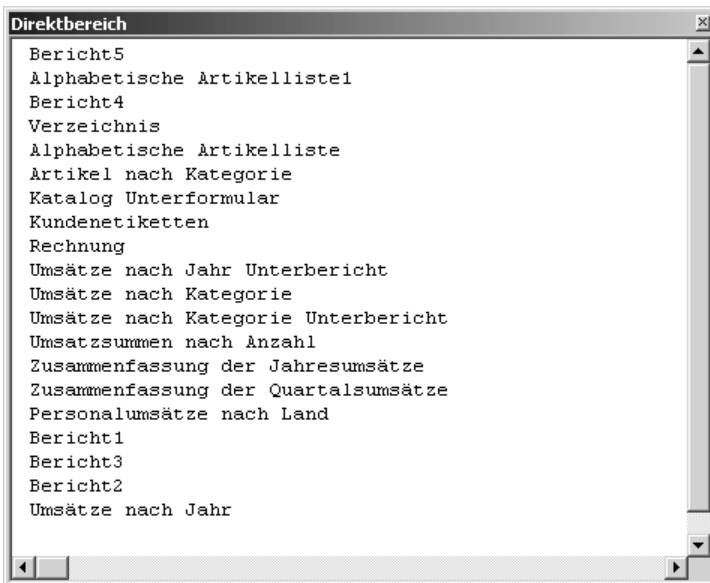 Direktbereich
Bericht5
Alphabetische Artikelliste1
Bericht4
Verzeichnis
Alphabetische Artikelliste
Artikel nach Kategorie
Katalog Unterformular
Kundenetiketten
Rechnung
Umsätze nach Jahr Unterbericht
Umsätze nach Kategorie
Umsätze nach Kategorie Unterbericht
Umsatzsummen nach Anzahl
Zusammenfassung der Jahresumsätze
Zusammenfassung der Quartalsumsätze
Personalumsätze nach Land
Bericht1
Bericht3
Bericht2
Umsätze nach Jahr